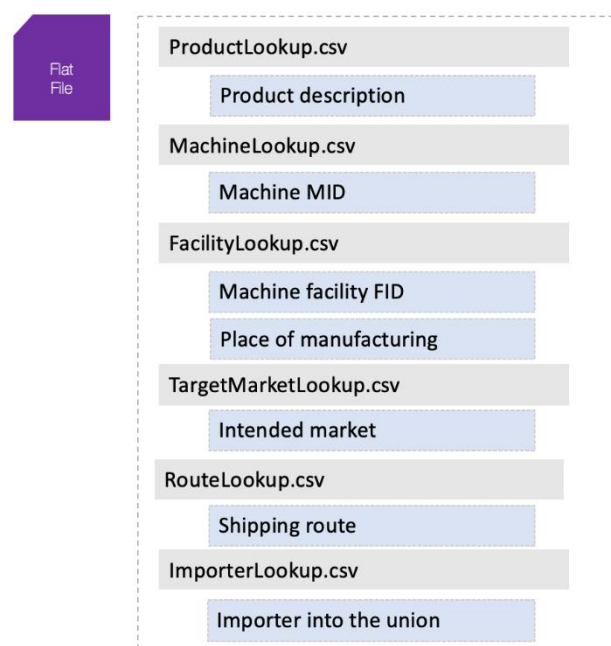 Flat
File
ProductLookup.csv
Product description
MachineLookup.csv
Machine MID
FacilityLookup.csv
Machine facility FID
Place of manufacturing
TargetMarketLookup.csv
Intended market
RouteLookup.csv
Shipping route
ImporterLookup.csv
Importer into the union